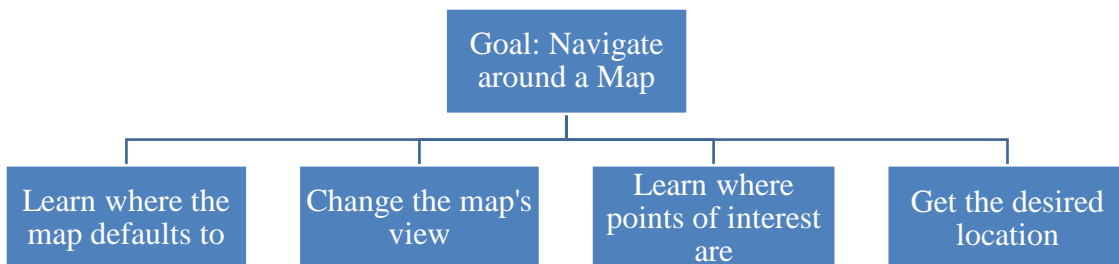 Goal: Navigate
around a Map
Learn where the
map defaults to
Change the map's
view
Learn where
points of interest
are
Get the desired
location